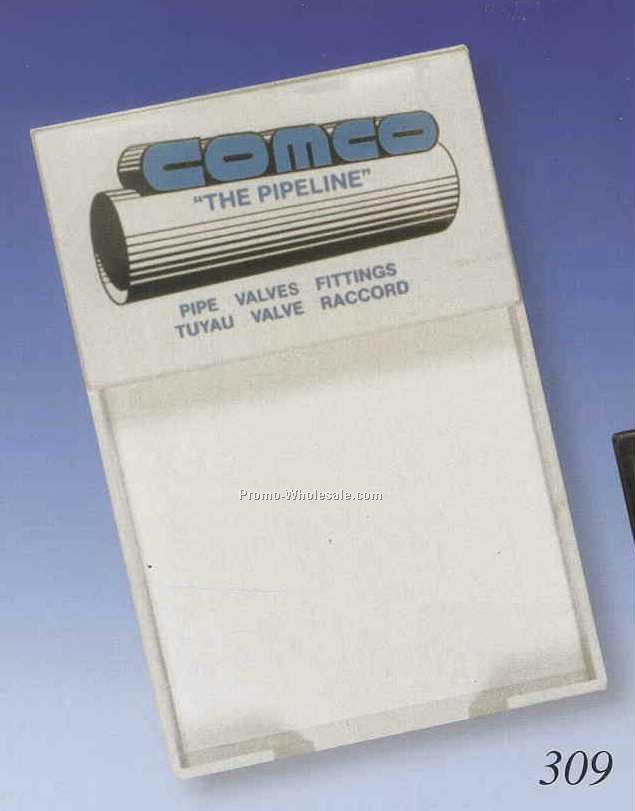 COMCO
"THE PIPELINE"
PIPE VALVES FITTINGS
TUYAU VALVE RACCORD
Promo-Wholesale.com
309